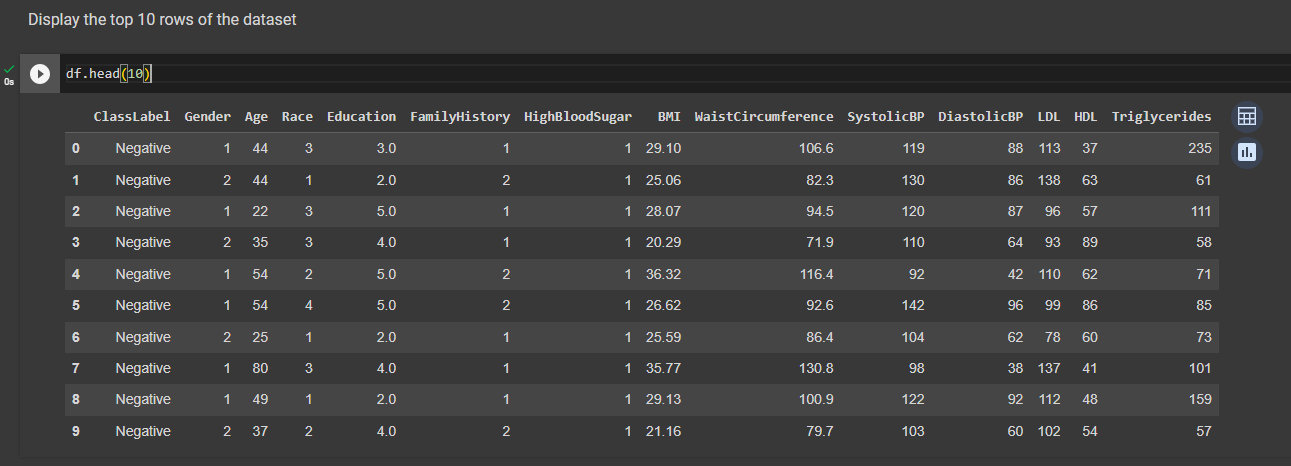 Display the top 10 rows of the dataset
df.head(10)
0s
ClassLabel Gender Age Race Education FamilyHistory HighBloodSugar BMI WaistCircumference SystolicBP DiastolicBP LDL HDL Triglycerides
0 Negative 1 44 3 3.0 1 1 29.10 106.6 119 88 113 37 235
1 Negative 2 44 1 2.0 2 1 25.06 82.3 130 86 138 63 61
2 Negative 1 22 3 5.0 1 1 28.07 94.5 120 87 96 57 111
3 Negative 2 35 3 4.0 1 1 20.29 71.9 110 64 93 89 58
4 Negative 1 54 2 5.0 2 1 36.32 116.4 92 42 110 62 71
5 Negative 1 54 4 5.0 2 1 26.62 92.6 142 96 99 86 85
6 Negative 2 25 1 2.0 1 1 25.59 86.4 104 62 78 60 73
7 Negative 1 80 3 4.0 1 1 35.77 130.8 98 38 137 41 101
8 Negative 1 49 1 2.0 1 1 29.13 100.9 122 92 112 48 159
9 Negative 2 37 2 4.0 2 1 21.16 79.7 103 60 102 54 57